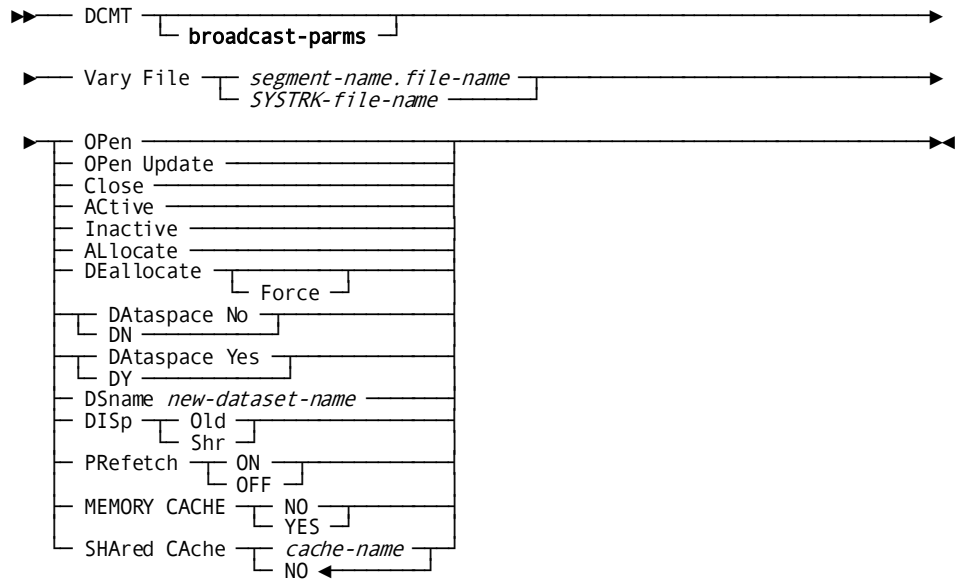 DCMT
broadcast-parms
Vary File segment-name.file-name
SYSTRK-file-name
OPen
OPen Update
Close
ACtive
Inactive
ALlocate
DEallocate
Force
DAtaspace No
DN
DAtaspace Yes
DY
DSname new-dataset-name
DISp Old
Shr
PRefetch ON
OFF
MEMORY CACHE NO
YES
SHAred CAche cache-name
NO